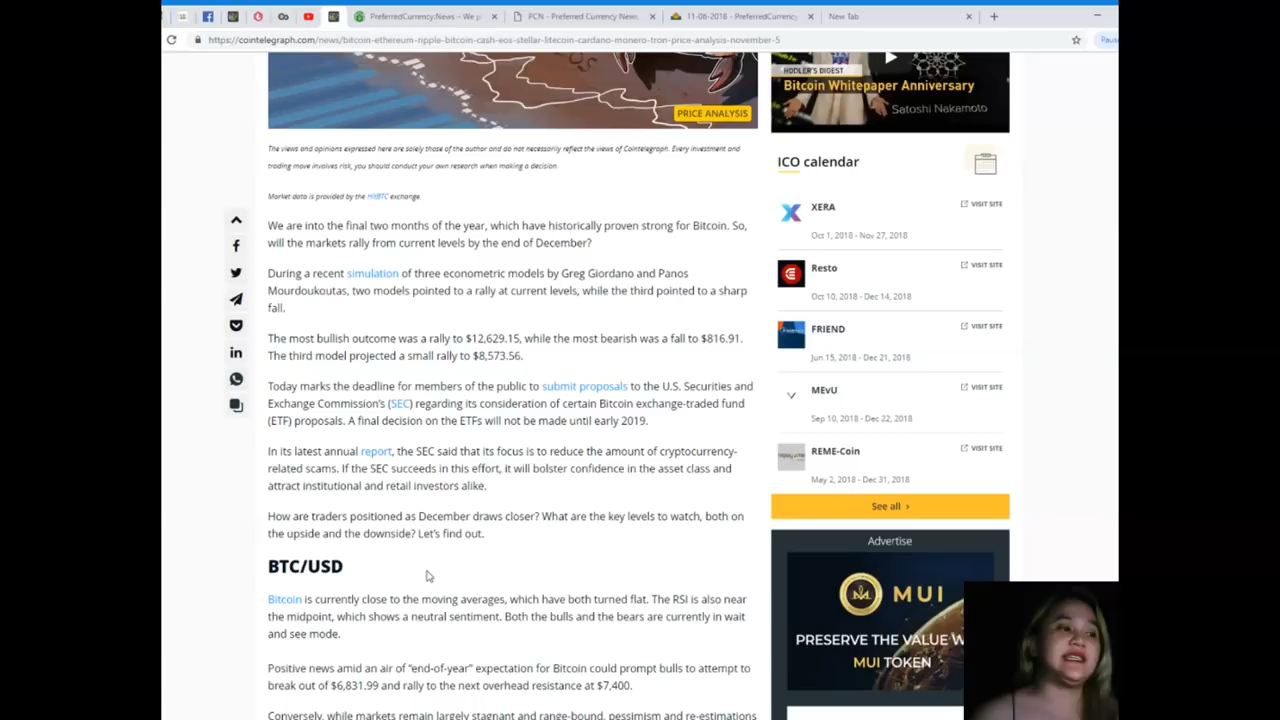 PreferredCurrency.News – We p
PCN - Preferred Currency News
11-06-2018 - PreferredCurrency
New Tab
https://cointelegraph.com/news/bitcoin-ethereum-ripple-bitcoin-cash-eos-stellar-litecoin-cardano-monero-tron-price-analysis-november-5
Paus
PRICE ANALYSIS
The views and opinions expressed here are solely those of the author and do not necessarily reflect the views of Cointelegraph. Every investment and
trading move involves risk, you should conduct your own research when making a decision.
Market data is provided by the HitBTC exchange.
We are into the final two months of the year, which have historically proven strong for Bitcoin. So,
will the markets rally from current levels by the end of December?
During a recent simulation of three econometric models by Greg Giordano and Panos
Mourdoukoutas, two models pointed to a rally at current levels, while the third pointed to a sharp
fall.
The most bullish outcome was a rally to $12,629.15, while the most bearish was a fall to $816.91.
The third model projected a small rally to $8,573.56.
Today marks the deadline for members of the public to submit proposals to the U.S. Securities and
Exchange Commission's (SEC) regarding its consideration of certain Bitcoin exchange-traded fund
(ETF) proposals. A final decision on the ETFs will not be made until early 2019.
In its latest annual report, the SEC said that its focus is to reduce the amount of cryptocurrency-
related scams. If the SEC succeeds in this effort, it will bolster confidence in the asset class and
attract institutional and retail investors alike.
How are traders positioned as December draws closer? What are the key levels to watch, both on
the upside and the downside? Let's find out.
BTC/USD
Bitcoin is currently close to the moving averages, which have both turned flat. The RSI is also near
the midpoint, which shows a neutral sentiment. Both the bulls and the bears are currently in wait
and see mode.
Positive news amid an air of "end-of-year" expectation for Bitcoin could prompt bulls to attempt to
break out of $6,831.99 and rally to the next overhead resistance at $7,400.
Conversely, while markets remain largely stagnant and range-bound, pessimism and re-estimations
HODLER'S DIGEST
Bitcoin Whitepaper Anniversary
Satoshi Nakamoto
ICO calendar
XERA
VISIT SITE
Oct 1, 2018 - Nov 27, 2018
Resto
VISIT SITE
Oct 10, 2018 - Dec 14, 2018
FRIEND
VISIT SITE
Jun 15, 2018 - Dec 21, 2018
MEvU
VISIT SITE
Sep 10, 2018 - Dec 22, 2018
REME-Coin
VISIT SITE
May 2, 2018 - Dec 31, 2018
See all
Advertise
MUI
PRESERVE THE VALUE W
MUI TOKEN